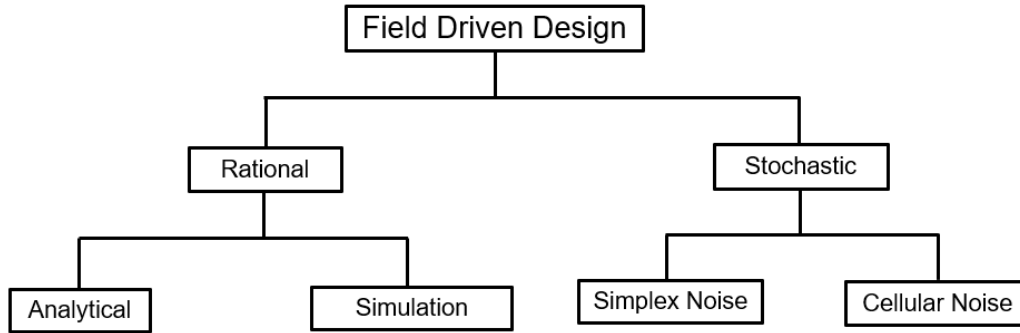 Field Driven Design
Rational
Stochastic
Analytical
Simulation
Simplex Noise
Cellular Noise